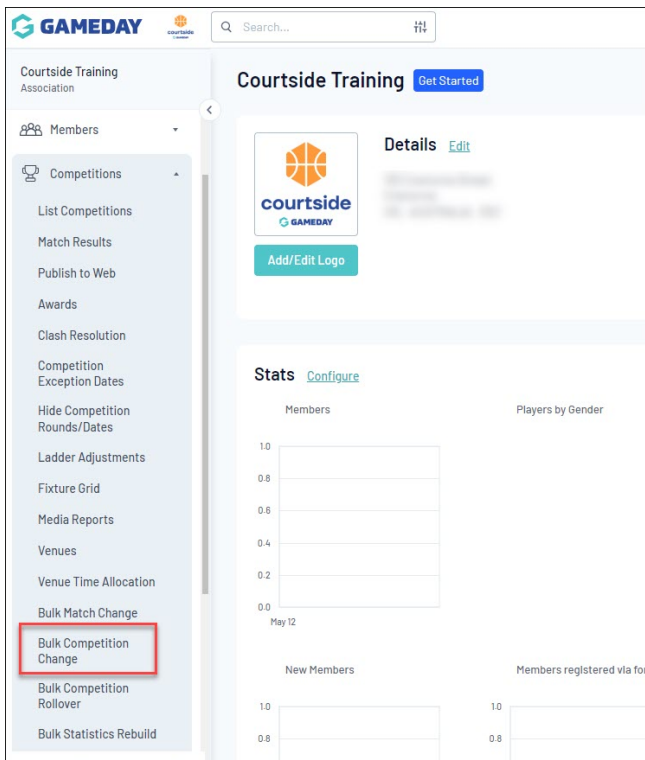 GAMEDAY
courtside
Search...
Courtside Training
Association
Members
Competitions
List Competitions
Match Results
Publish to Web
Awards
Clash Resolution
Competition
Exception Dates
Hide Competition
Rounds/Dates
Ladder Adjustments
Fixture Grid
Media Reports
Venues
Venue Time Allocation
Bulk Match Change
Bulk Competition
Change
Bulk Competition
Rollover
Bulk Statistics Rebuild
Courtside Training Get Started
courtside
GAMEDAY
Add/Edit Logo
Details Edit
Stats Configure
Members
1.0
0.8
0.6
0.4
0.2
0.0
May 12
Players by Gender
New Members
1.0
0.8
Members registered via for
1.0
0.8